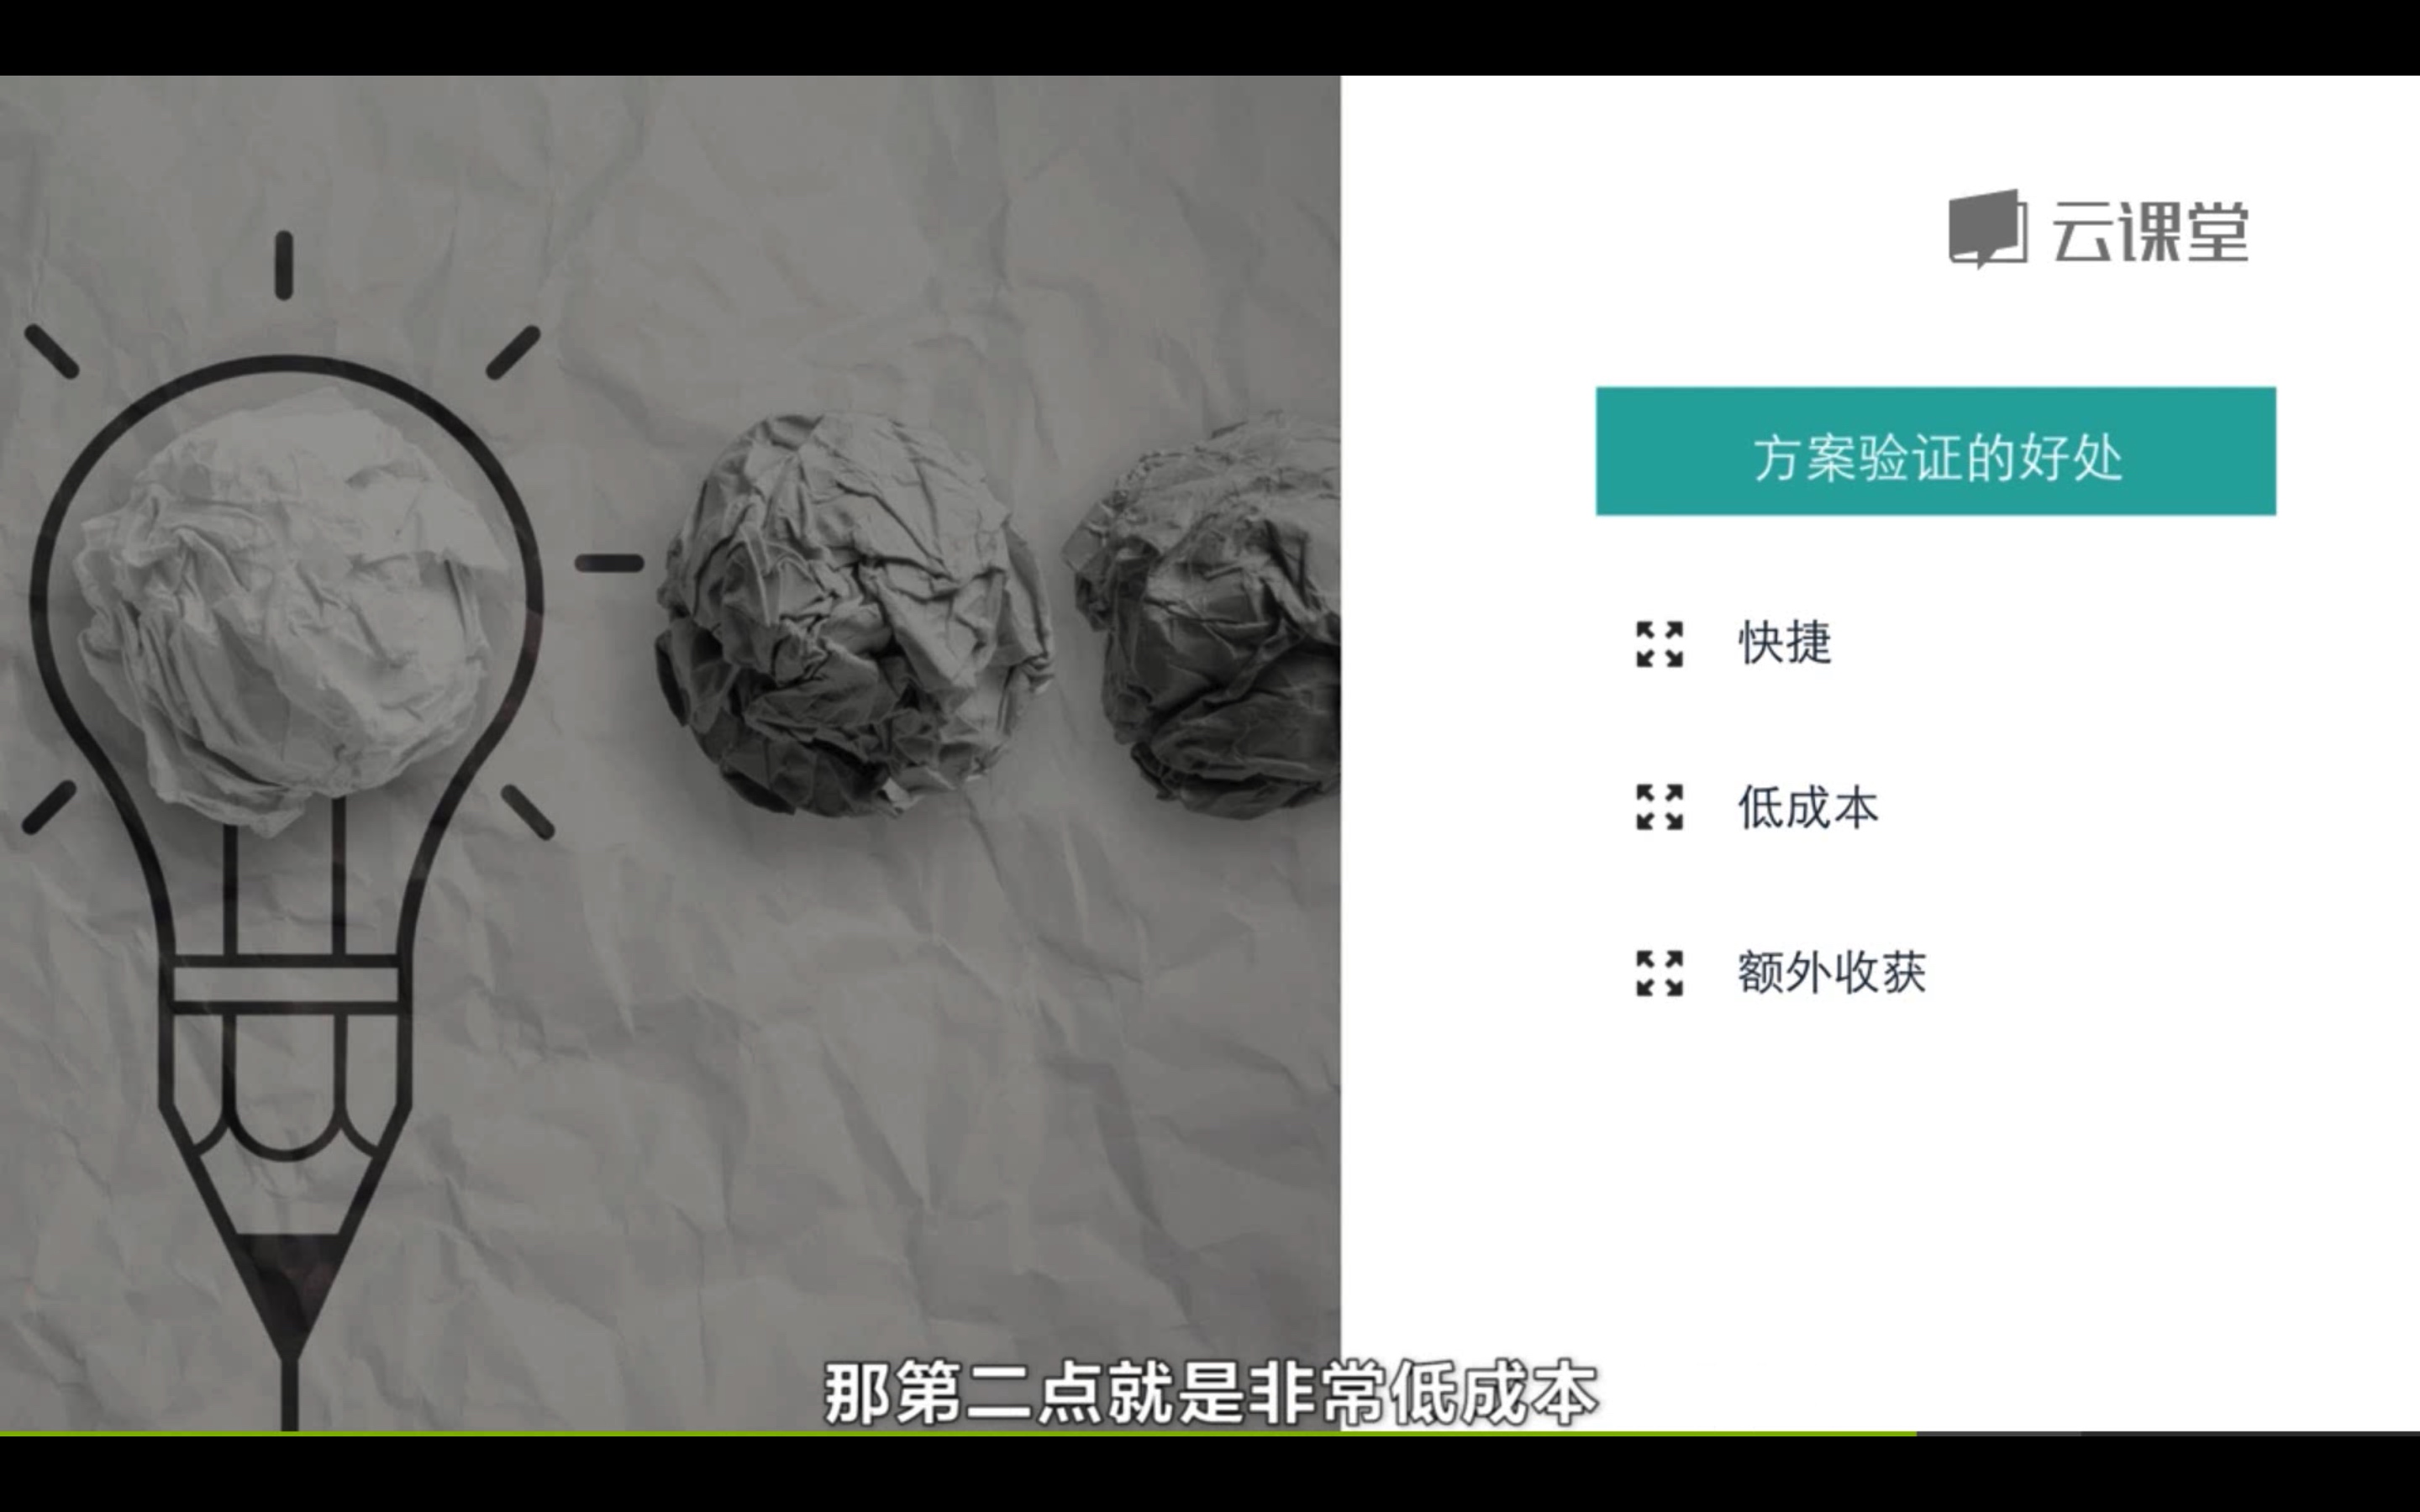 云课堂
方案验证的好处
快捷
低成本
额外收获
那第二点就是非常低成本